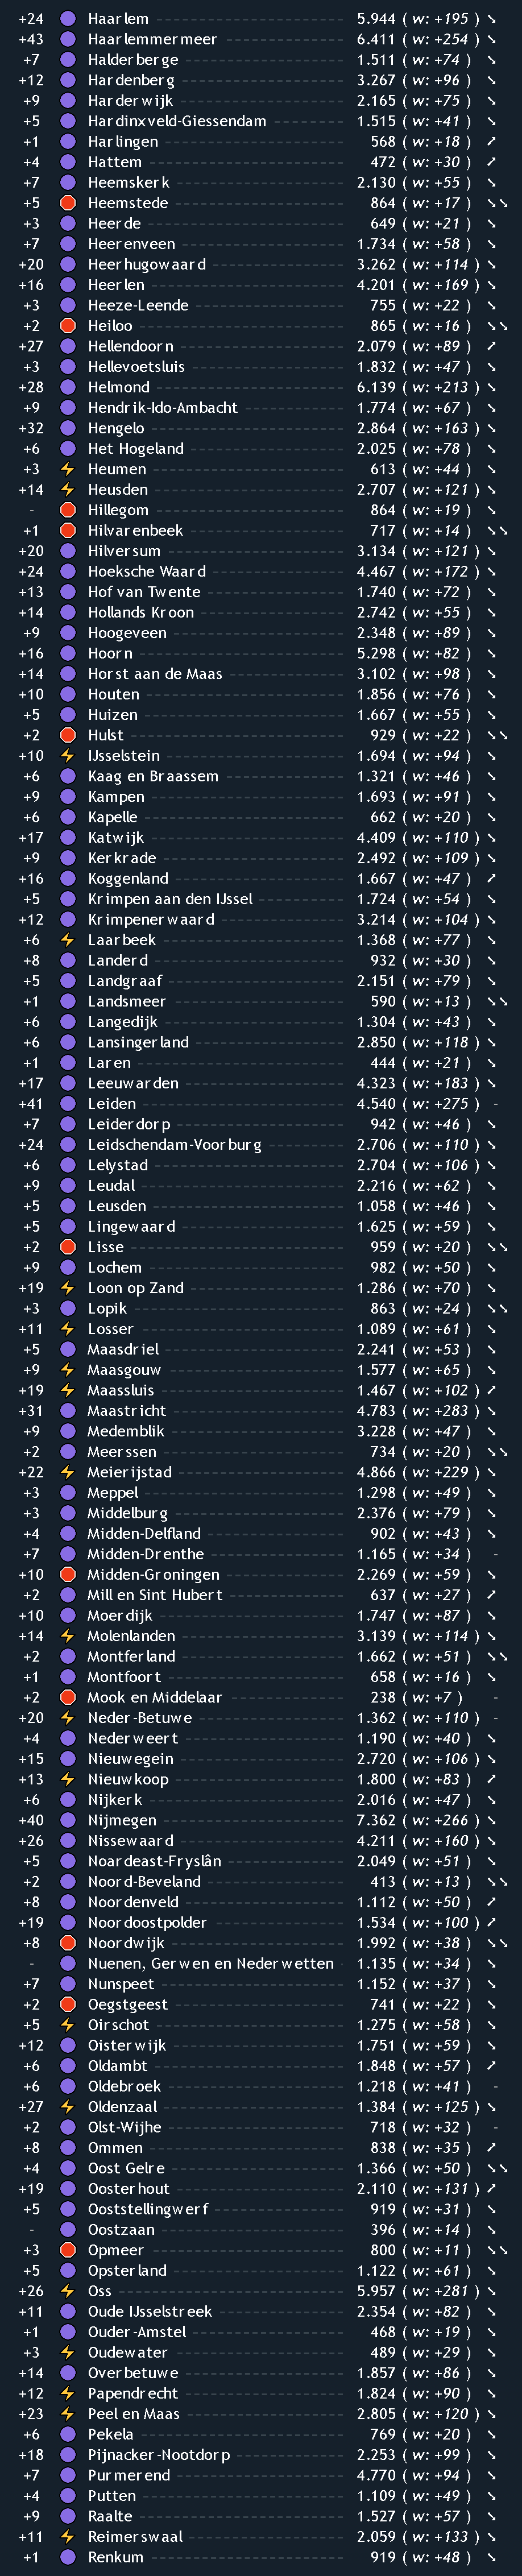 +24 Haarlem 5.944 ( w: +195 ) ↘
+43 Haarlemmermeer 6.411 ( w: +254 ) ↘
+7 Halderberge 1.511 ( w: +74 ) ↘
+12 Hardenberg 3.267 ( w: +96 ) ↘
+9 Harderwijk 2.165 ( w: +75 ) ↘
+5 Hardinxveld-Giessendam 1.515 ( w: +41 ) ↘
+1 Harlingen 568 ( w: +18 ) ↗
+4 Hattem 472 ( w: +30 ) ↗
+7 Heemskerk 2.130 ( w: +55 ) ↘
+5 Heemstede 864 ( w: +17 ) ↘↘
+3 Heerde 649 ( w: +21 ) ↘
+7 Heerenveen 1.734 ( w: +58 ) ↘
+20 Heerhugowaard 3.262 ( w: +114 ) ↘
+16 Heerlen 4.201 ( w: +169 ) ↘
+3 Heeze-Leende 755 ( w: +22 ) ↘
+2 Heiloo 865 ( w: +16 ) ↘↘
+27 Hellendoorn 2.079 ( w: +89 ) ↗
+3 Hellevoetsluis 1.832 ( w: +47 ) ↘
+28 Helmond 6.139 ( w: +213 ) ↘
+9 Hendrik-Ido-Ambacht 1.774 ( w: +67 ) ↘
+32 Hengelo 2.864 ( w: +163 ) ↘
+6 Het Hogeland 2.025 ( w: +78 ) ↘
+3 Heumen 613 ( w: +44 ) ↘
+14 Heusden 2.707 ( w: +121 ) ↘
- Hillegom 864 ( w: +19 ) ↘
+1 Hilvarenbeek 717 ( w: +14 ) ↘↘
+20 Hilversum 3.134 ( w: +121 ) ↘
+24 Hoeksche Waard 4.467 ( w: +172 ) ↘
+13 Hof van Twente 1.740 ( w: +72 ) ↘
+14 Hollands Kroon 2.742 ( w: +55 ) ↘
+9 Hoogeveen 2.348 ( w: +89 ) ↘
+16 Hoorn 5.298 ( w: +82 ) ↘
+14 Horst aan de Maas 3.102 ( w: +98 ) ↘
+10 Houten 1.856 ( w: +76 ) ↘
+5 Huizen 1.667 ( w: +55 ) ↘
+2 Hulst 929 ( w: +22 ) ↘↘
+10 IJsselstein 1.694 ( w: +94 ) ↘
+6 Kaag en Braassem 1.321 ( w: +46 ) ↘
+9 Kampen 1.693 ( w: +91 ) ↘
+6 Kapelle 662 ( w: +20 ) ↘
+17 Katwijk 4.409 ( w: +110 ) ↘
+9 Kerkrade 2.492 ( w: +109 ) ↘
+16 Koggenland 1.667 ( w: +47 ) ↗
+5 Krimpen aan den IJssel 1.724 ( w: +54 ) ↘
+12 Krimpenerwaard 3.214 ( w: +104 ) ↘
+6 Laarbeek 1.368 ( w: +77 ) ↘
+8 Landerd 932 ( w: +30 ) ↘
+5 Landgraaf 2.151 ( w: +79 ) ↘
+1 Landsmeer 590 ( w: +13 ) ↘↘
+6 Langedijk 1.304 ( w: +43 ) ↘
+6 Lansingerland 2.850 ( w: +118 ) ↘
+1 Laren 444 ( w: +21 ) ↘
+17 Leeuwarden 4.323 ( w: +183 ) ↘
+41 Leiden 4.540 ( w: +275 ) -
+7 Leiderdorp 942 ( w: +46 ) ↘
+24 Leidschendam-Voorburg 2.706 ( w: +110 ) ↘
+6 Lelystad 2.704 ( w: +106 ) ↘
+9 Leudal 2.216 ( w: +62 ) ↘
+5 Leusden 1.058 ( w: +46 ) ↘
+5 Lingewaard 1.625 ( w: +59 ) ↘
+2 Lisse 959 ( w: +20 ) ↘↘
+9 Lochem 982 ( w: +50 ) ↘
+19 Loon op Zand 1.286 ( w: +70 ) ↘
+3 Lopik 863 ( w: +24 ) ↘↘
+11 Losser 1.089 ( w: +61 ) ↘
+5 Maasdriel 2.241 ( w: +53 ) ↘
+9 Maasgouw 1.577 ( w: +65 ) ↘
+19 Maassluis 1.467 ( w: +102 ) ↗
+31 Maastricht 4.783 ( w: +283 ) ↘
+9 Medemblik 3.228 ( w: +47 ) ↘
+2 Meerssen 734 ( w: +20 ) ↘↘
+22 Meierijstad 4.866 ( w: +229 ) ↘
+3 Meppel 1.298 ( w: +49 ) ↘
+3 Middelburg 2.376 ( w: +79 ) ↘
+4 Midden-Delfland 902 ( w: +43 ) ↘
+7 Midden-Drenthe 1.165 ( w: +34 ) -
+10 Midden-Groningen 2.269 ( w: +59 ) ↘
+2 Mill en Sint Hubert 637 ( w: +27 ) ↗
+10 Moerdijk 1.747 ( w: +87 ) ↘
+14 Molenlanden 3.139 ( w: +114 ) ↘
+2 Montferland 1.662 ( w: +51 ) ↘↘
+1 Montfoort 658 ( w: +16 ) ↘
+2 Mook en Middelaar 238 ( w: +7 ) -
+20 Neder-Betuwe 1.362 ( w: +110 ) -
+4 Nederweert 1.190 ( w: +40 ) ↘
+15 Nieuwegein 2.720 ( w: +106 ) ↘
+13 Nieuwkoop 1.800 ( w: +83 ) ↗
+6 Nijkerk 2.016 ( w: +47 ) ↘
+40 Nijmegen 7.362 ( w: +266 ) ↘
+26 Nissewaard 4.211 ( w: +160 ) ↘
+5 Noardeast-Fryslân 2.049 ( w: +51 ) ↘
+2 Noord-Beveland 413 ( w: +13 ) ↘↘
+8 Noordenveld 1.112 ( w: +50 ) ↗
+19 Noordoostpolder 1.534 ( w: +100 ) ↗
+8 Noordwijk 1.992 ( w: +38 ) ↘↘
- Nuenen, Gerwen en Nederwetten 1.135 ( w: +34 ) ↘
+7 Nunspeet 1.152 ( w: +37 ) ↘
+2 Oegstgeest 741 ( w: +22 ) ↘
+5 Oirschot 1.275 ( w: +58 ) ↘
+12 Oisterwijk 1.751 ( w: +59 ) ↘
+6 Oldambt 1.848 ( w: +57 ) ↗
+6 Oldebroek 1.218 ( w: +41 ) -
+27 Oldenzaal 1.384 ( w: +125 ) ↘
+2 Olst-Wijhe 718 ( w: +32 ) -
+8 Ommen 838 ( w: +35 ) ↗
+4 Oost Gelre 1.366 ( w: +50 ) ↘↘
+19 Oosterhout 2.110 ( w: +131 ) ↗
+5 Ooststellingwerf 919 ( w: +31 ) ↘
- Oostzaan 396 ( w: +14 ) ↘
+3 Opmeer 800 ( w: +11 ) ↘↘
+5 Opsterland 1.122 ( w: +61 ) ↘
+26 Oss 5.957 ( w: +281 ) ↘
+11 Oude IJsselstreek 2.354 ( w: +82 ) ↘
+1 Ouder-Amstel 468 ( w: +19 ) ↘
+3 Oudewater 489 ( w: +29 ) ↘
+14 Overbetuwe 1.857 ( w: +86 ) ↘
+12 Papendrecht 1.824 ( w: +90 ) ↘
+23 Peel en Maas 2.805 ( w: +120 ) ↘
+6 Pekela 769 ( w: +20 ) ↘
+18 Pijnacker-Nootdorp 2.253 ( w: +99 ) ↘
+7 Purmerend 4.770 ( w: +94 ) ↘
+4 Putten 1.109 ( w: +49 ) ↘
+9 Raalte 1.527 ( w: +57 ) ↘
+11 Reimerswaal 2.059 ( w: +133 ) ↘
+1 Renkum 919 ( w: +48 ) ↘